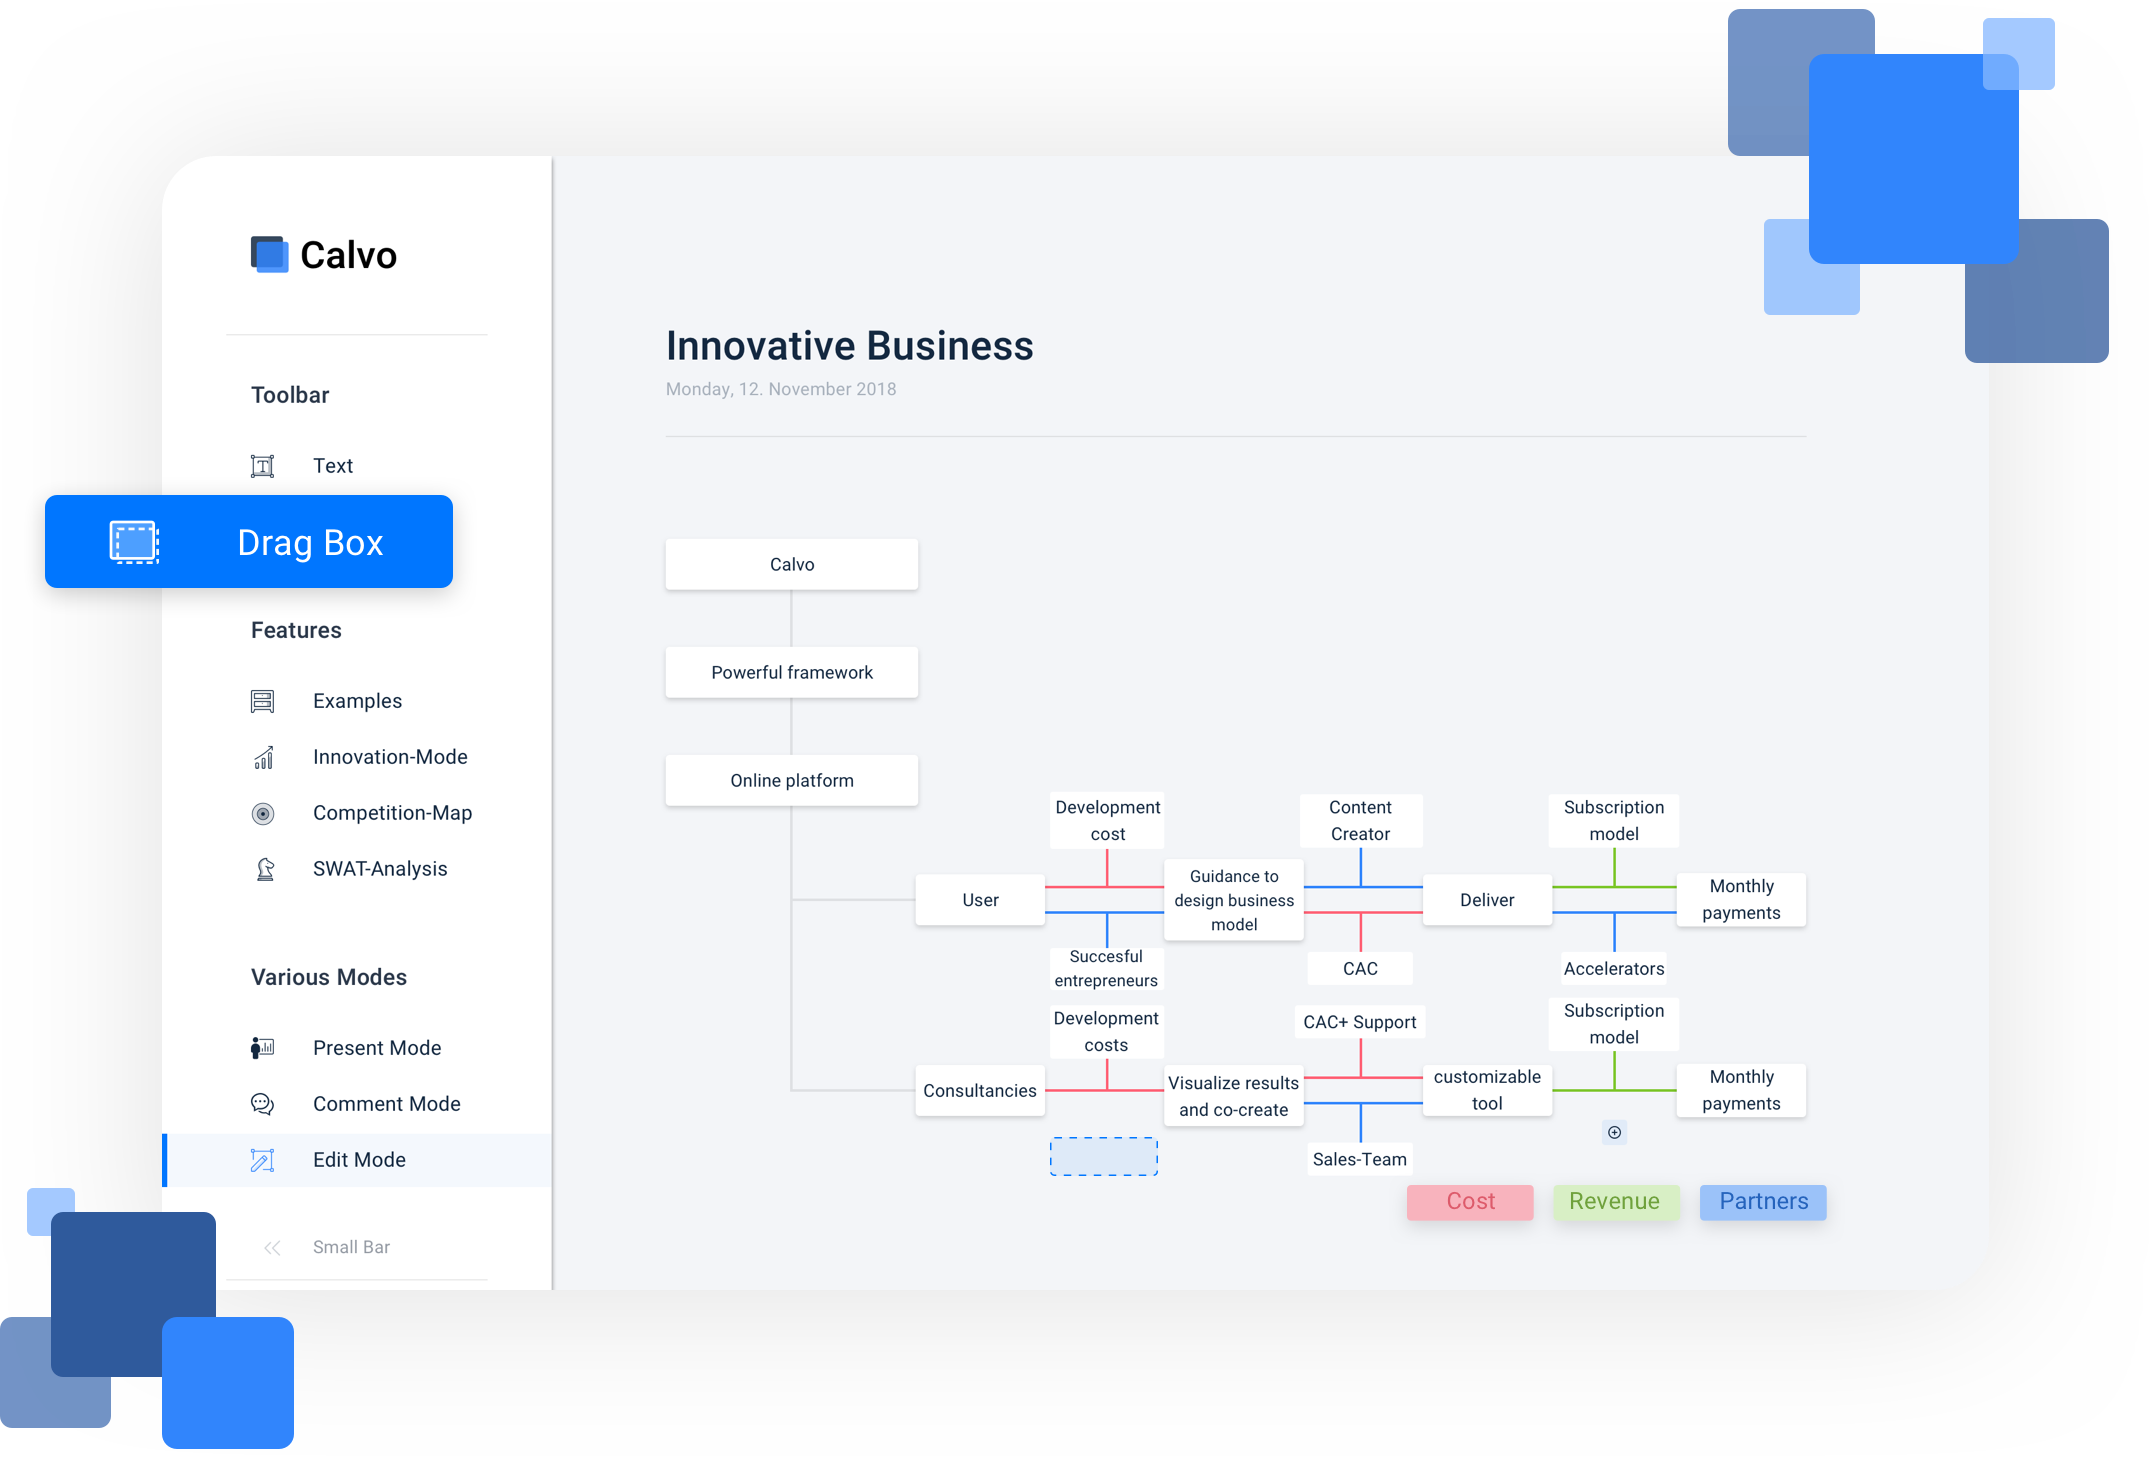 Calvo
Toolbar
Text
Drag Box
Features
Examples
Innovation-Mode
Competition-Map
SWAT-Analysis
Various Modes
Present Mode
Comment Mode
Edit Mode
Small Bar
Innovative Business
Monday, 12. November 2018
Calvo
Powerful framework
Online platform
Development
cost
Content
Creator
Subscription
model
User
Guidance to
design business
model
Deliver
Monthly
payments
Succesful
entrepreneurs
CAC
Accelerators
Development
costs
CAC+ Support
Subscription
model
Consultancies
Visualize results
and co-create
customizable
tool
Monthly
payments
Sales-Team
Cost
Revenue
Partners